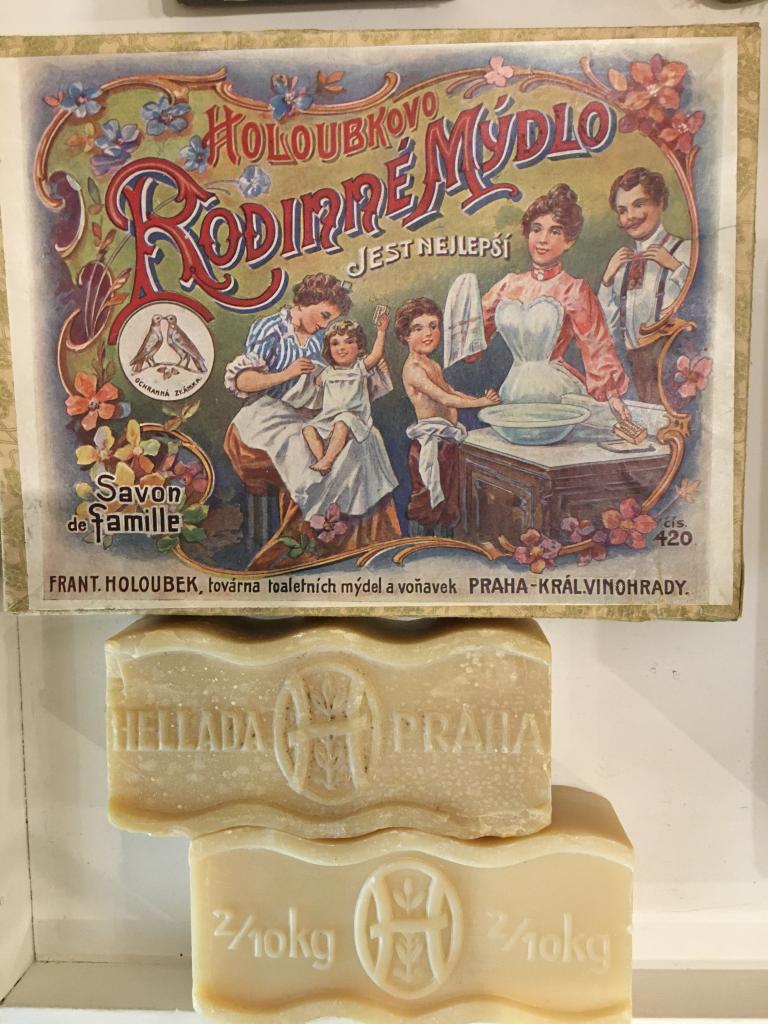 HOLOUBKOVO
RODINNÉ MÝDLO
JEST NEJLEPŠÍ
OCHRANNÁ ZNÁMKA
Savon
de famille
čís.
420.
FRANT. HOLOUBEK, továrna toaletních mýdel a voňavek PRAHA-KRÁL.VINOHRADY.
HELLADA H PRAHA
2/10kg H 2/10kg